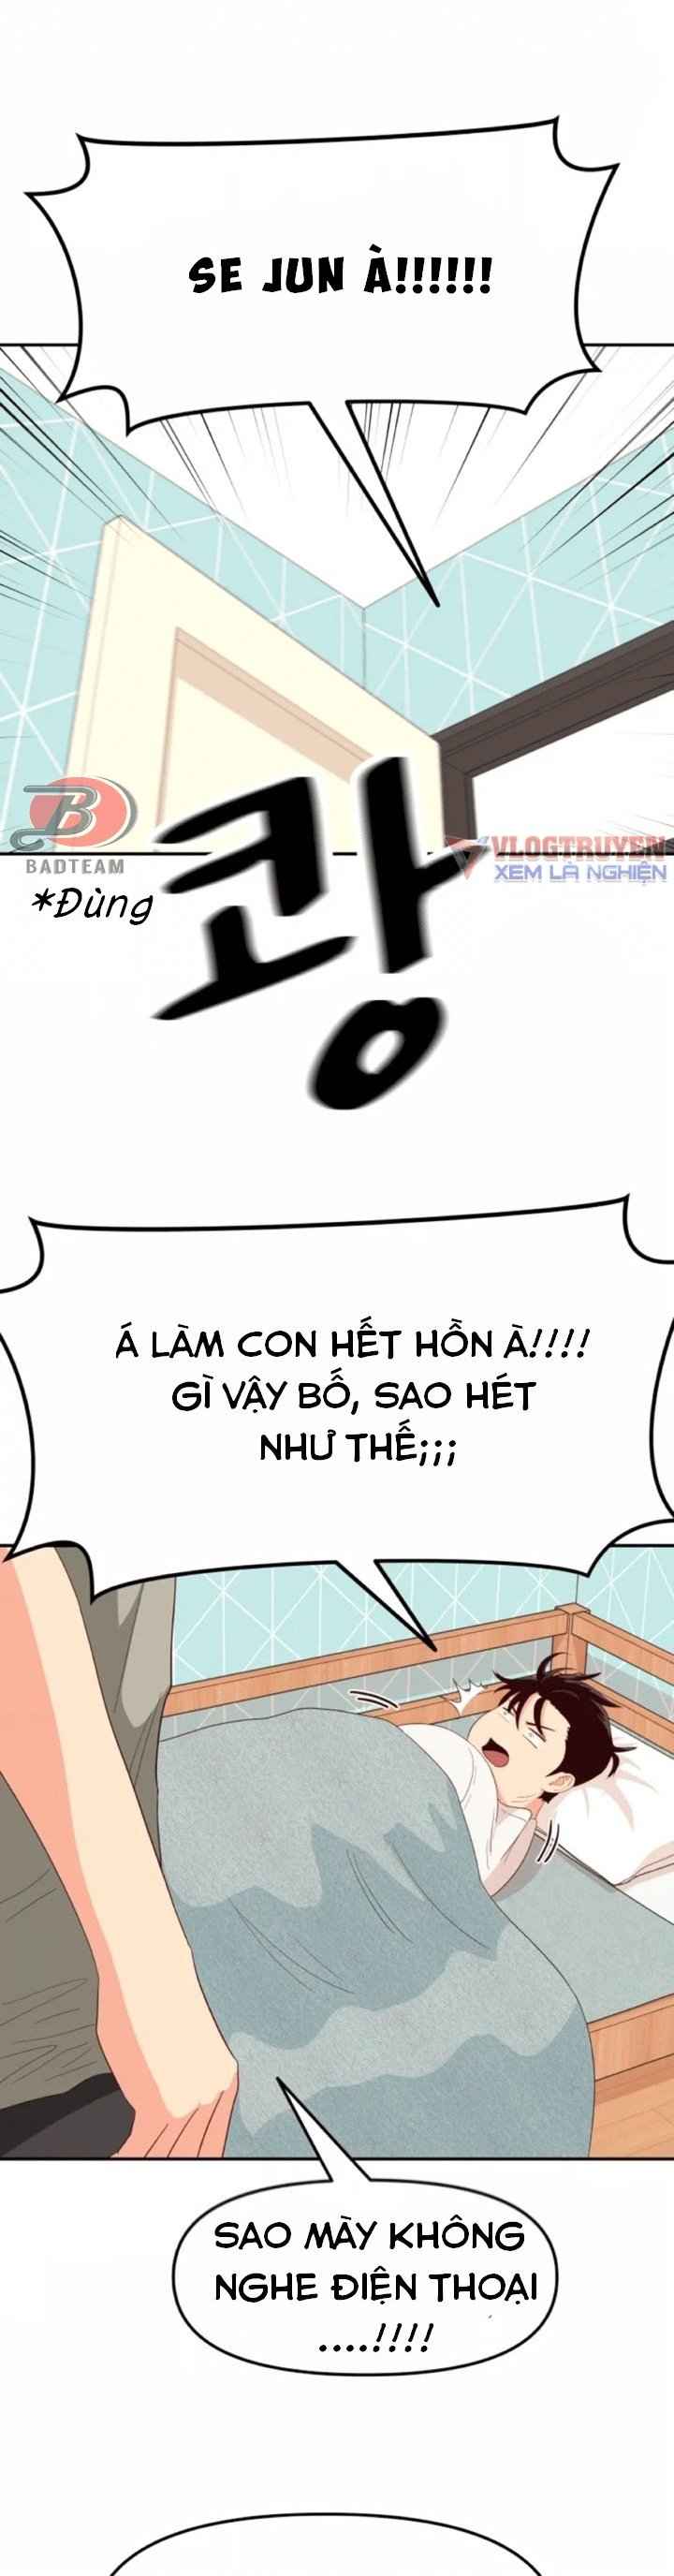 SE JUN À!!!!!!
BADTEAM
VLOGTRUYEN
XEM LÀ NGHIỆN
*Đùng
쾅
Á LÀM CON HẾT HỒN À!!!!
GÌ VẬY BỐ, SAO HÉT
NHƯ THẾ;;;
SAO MÀY KHÔNG
NGHE ĐIỆN THOẠI
....!!!!